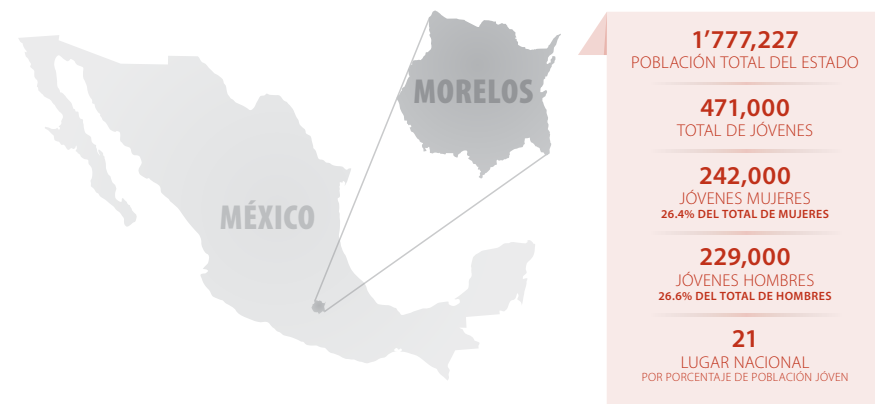 MÉXICO
MORELOS
1’777,227
POBLACIÓN TOTAL DEL ESTADO
471,000
TOTAL DE JÓVENES
242,000
JÓVENES MUJERES
26.4% DEL TOTAL DE MUJERES
229,000
JÓVENES HOMBRES
26.6% DEL TOTAL DE HOMBRES
21
LUGAR NACIONAL
POR PORCENTAJE DE POBLACIÓN JÓVEN